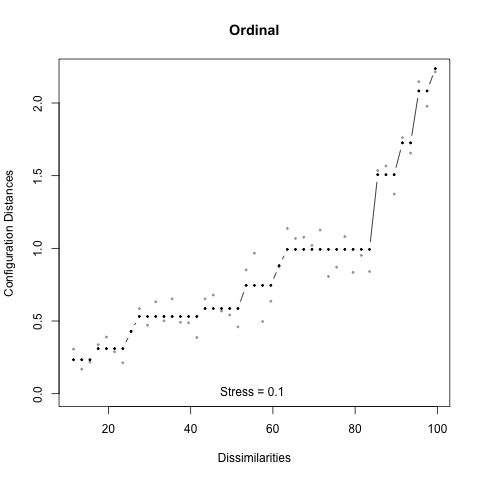 Ordinal
Configuration Distances
2.0
1.5
1.0
0.5
0.0
Stress = 0.1
20 40 60 80 100
Dissimilarities